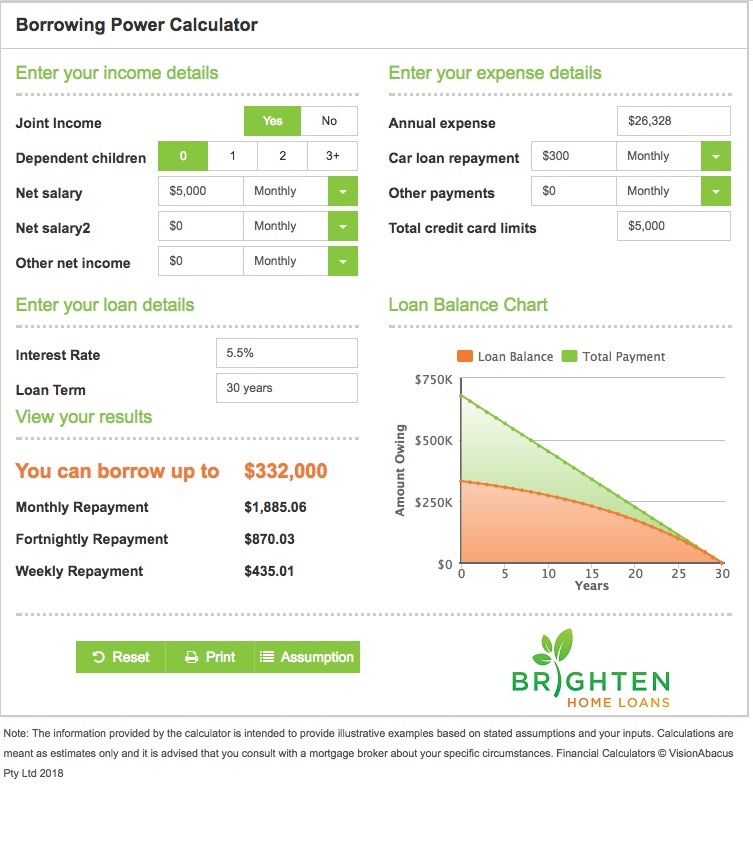 Borrowing Power Calculator
Enter your income details
Joint Income Yes No
Dependent children 0 1 2 3+
Net salary $5,000 Monthly
Net salary2 $0 Monthly
Other net income $0 Monthly
Enter your expense details
Annual expense $26,328
Car loan repayment $300 Monthly
Other payments $0 Monthly
Total credit card limits $5,000
Enter your loan details
Interest Rate 5.5%
Loan Term 30 years
View your results
You can borrow up to $332,000
Monthly Repayment $1,885.06
Fortnightly Repayment $870.03
Weekly Repayment $435.01
Loan Balance Chart
Loan Balance Total Payment
$750K
$500K
$250K
$0
Amount Owing
0 5 10 15 20 25 30
Years
Reset Print Assumption
BRIGHTEN
HOME LOANS
Note: The information provided by the calculator is intended to provide illustrative examples based on stated assumptions and your inputs. Calculations are
meant as estimates only and it is advised that you consult with a mortgage broker about your specific circumstances. Financial Calculators © VisionAbacus
Pty Ltd 2018